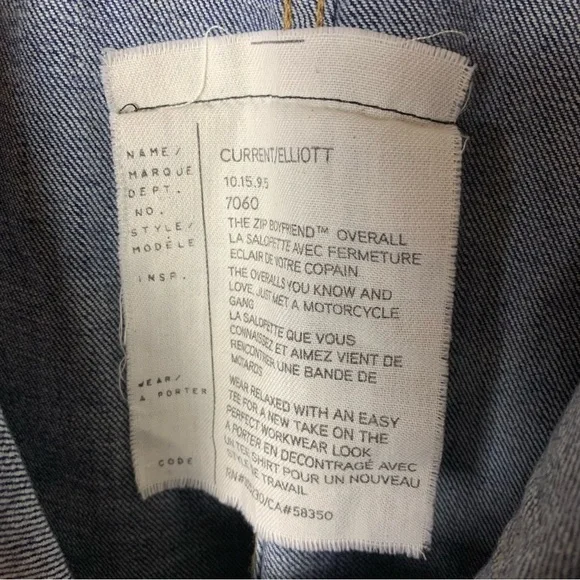 NAME/
MARQUE
DEPT.
NO.
STYLE/
MODÈLE
INSP.
WEAR/
A PORTER
CODE
CURRENT/ELLIOTT
10.15.95
7060
THE ZIP BOYFRIEND™ OVERALL
LA SALOPETTE AVEC FERMETURE
ECLAIR DE VOTRE COPAIN
THE OVERALLS YOU KNOW AND
LOVE, JUST MET A MOTORCYCLE
GANG
LA SALOPETTE QUE VOUS
CONNAISSEZ ET AIMEZ VIENT DE
RENCONTRER UNE BANDE DE
MOTARDS
WEAR RELAXED WITH AN EASY
TEE FOR A NEW TAKE ON THE
PERFECT WORKWEAR LOOK
A PORTER EN DECONTRAGÉ AVEC
UN TEE SHIRT POUR UN NOUVEAU
STYLE DE TRAVAIL
CA#58350